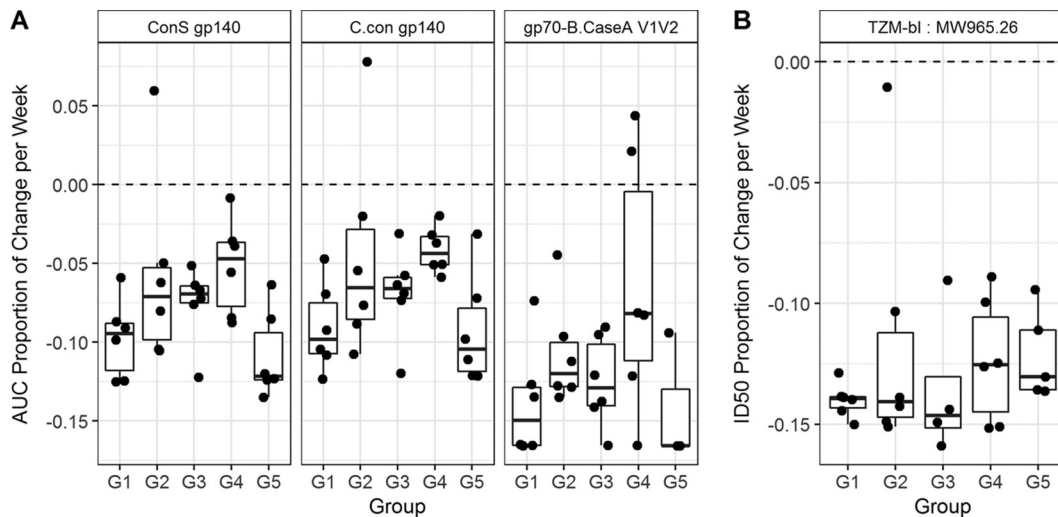 A
ConS gp140
C.con gp140
gp70-B.CaseA V1V2
AUC Proportion of Change per Week
0.05
0.00
-0.05
-0.10
-0.15
G1 G2 G3 G4 G5
G1 G2 G3 G4 G5
G1 G2 G3 G4 G5
Group
B
TZM-bl : MW965.26
ID50 Proportion of Change per Week
0.00
-0.05
-0.10
-0.15
G1 G2 G3 G4 G5
Group